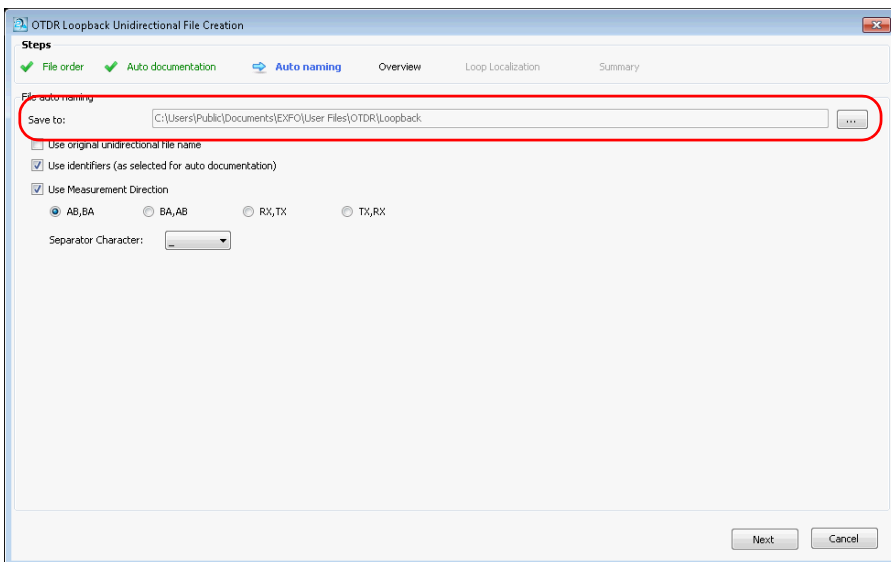 OTDR Loopback Unidirectional File Creation
Steps
File order Auto documentation Auto naming Overview Loop Localization Summary
File auto naming
Save to: C:\Users\Public\Documents\EXFO\User Files\OTDR\Loopback ...
Use original unidirectional file name
Use identifiers (as selected for auto documentation)
Use Measurement Direction
AB,BA BA,AB RX,TX TX,RX
Separator Character: _
Next Cancel